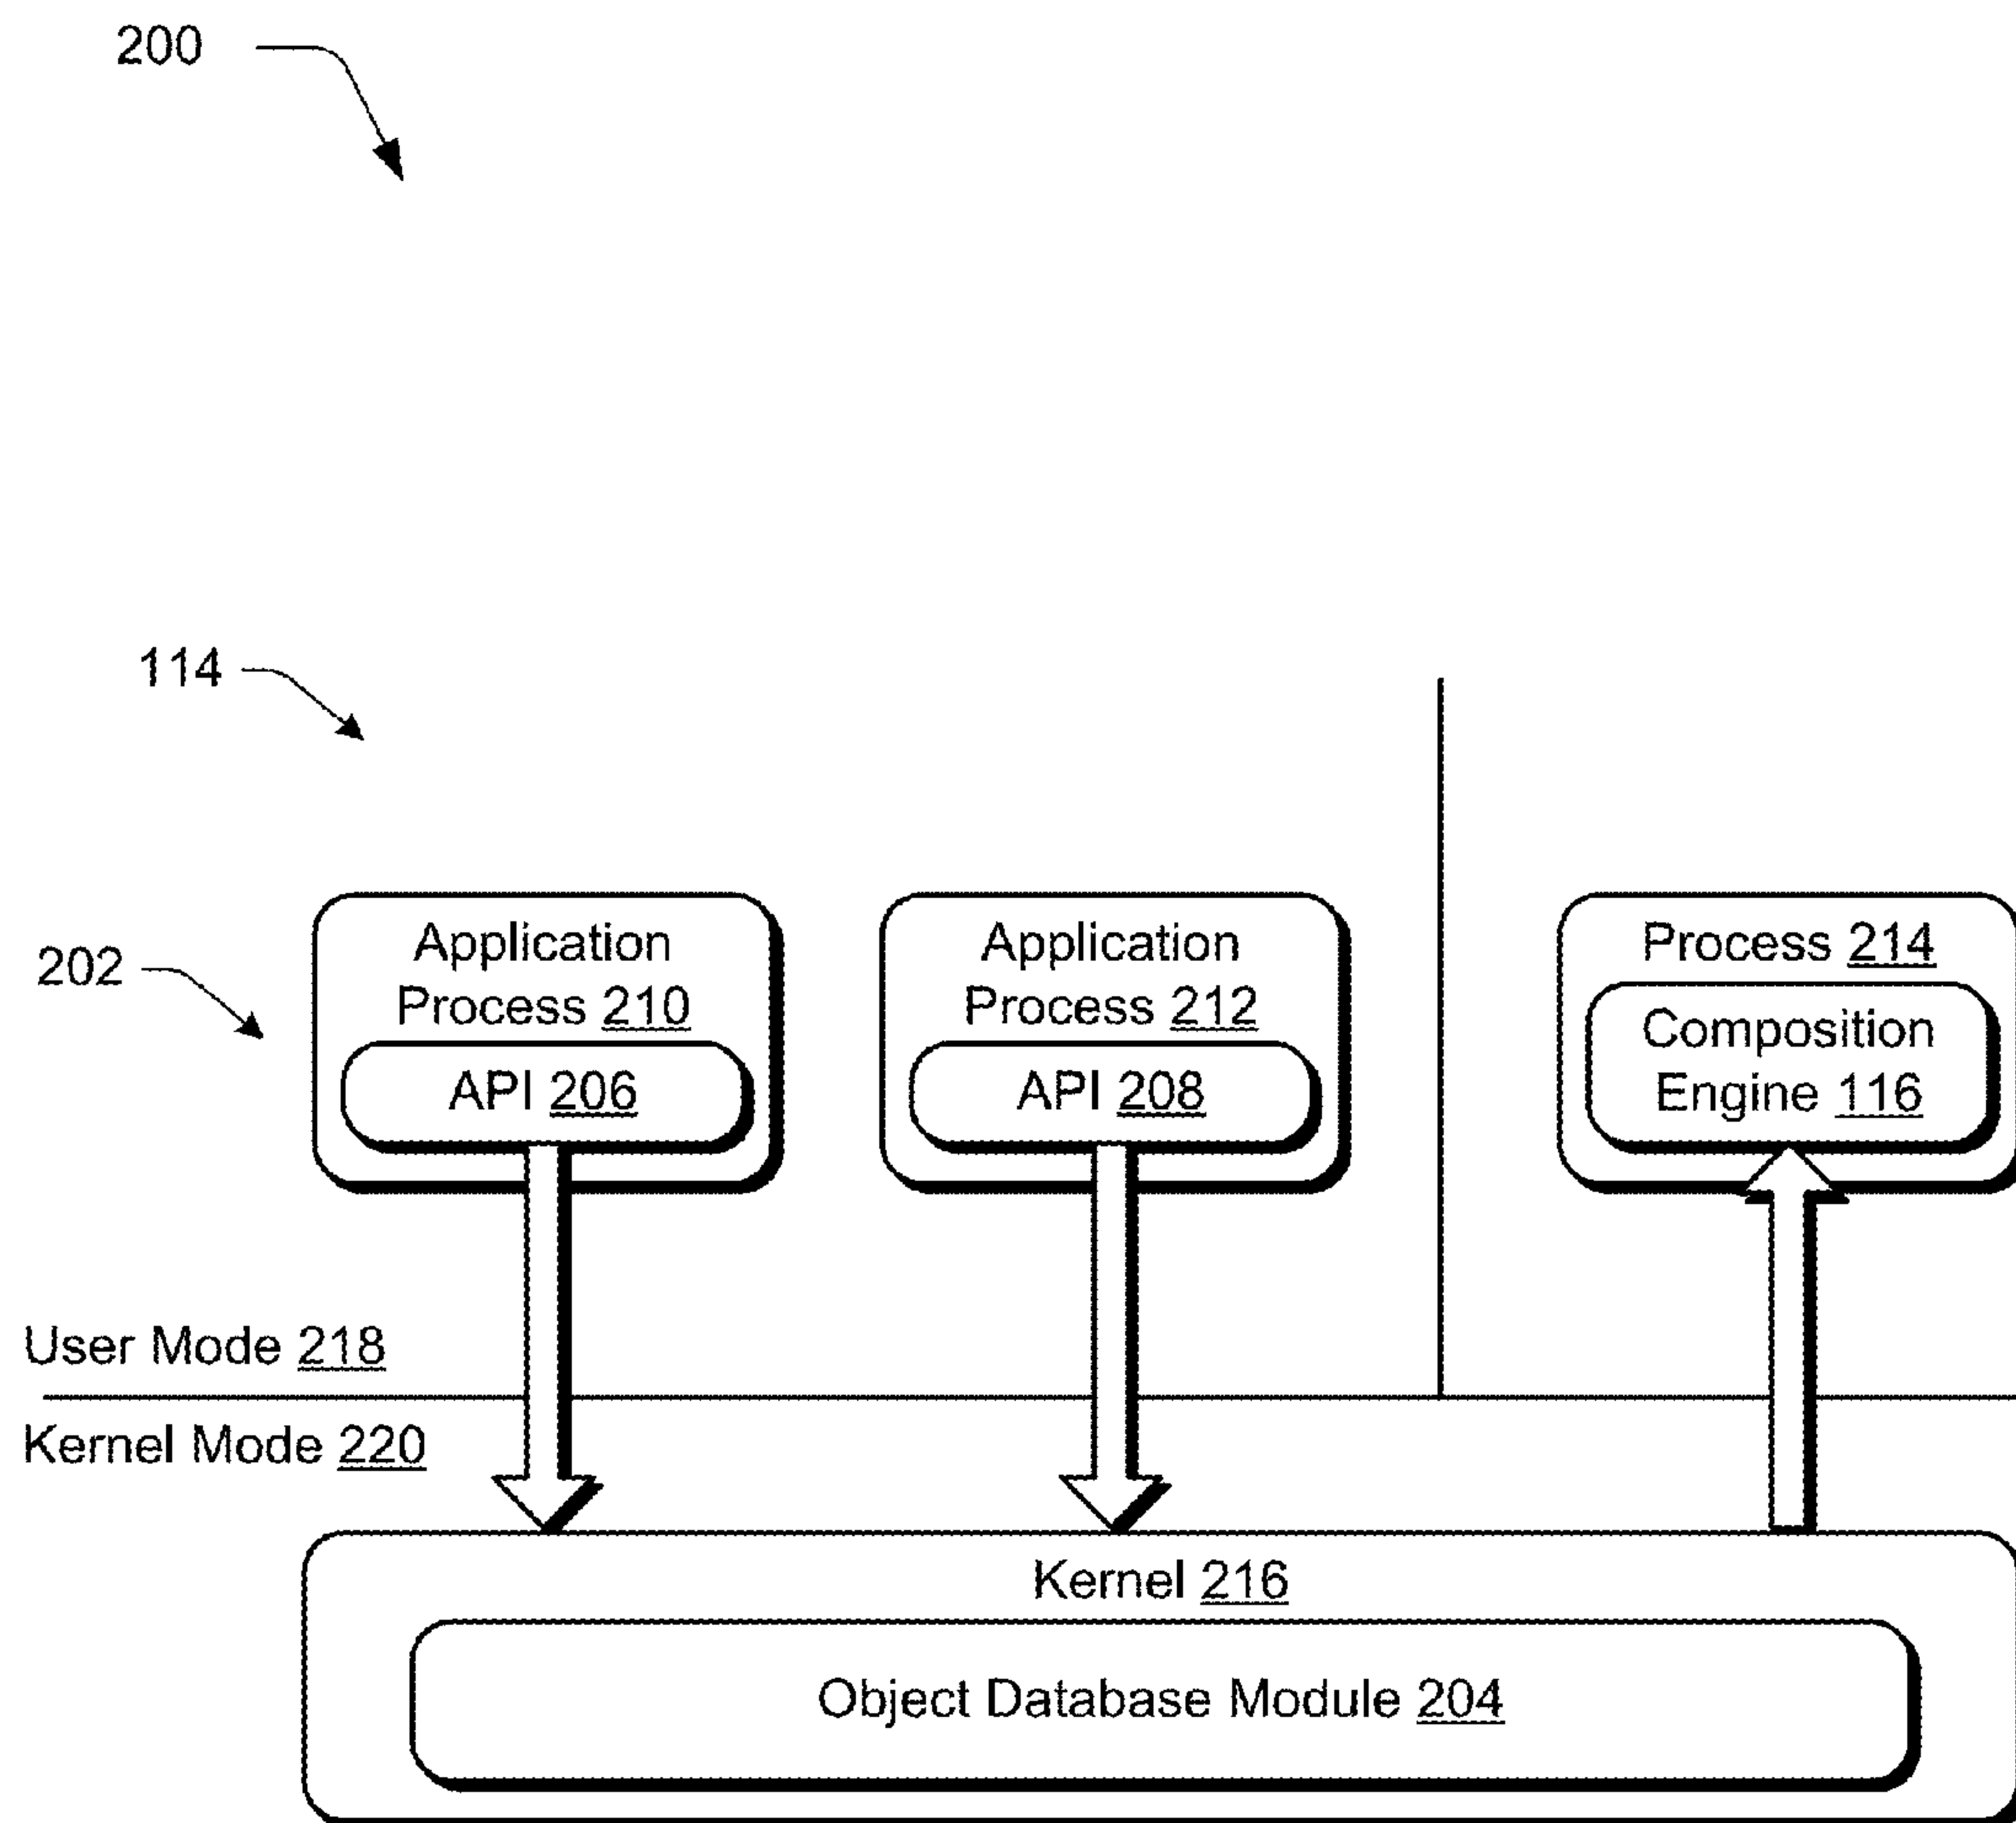 200
114
202
Application
Process 210
API 206
Application
Process 212
API 208
Process 214
Composition
Engine 116
User Mode 218
Kernel Mode 220
Kernel 216
Object Database Module 204